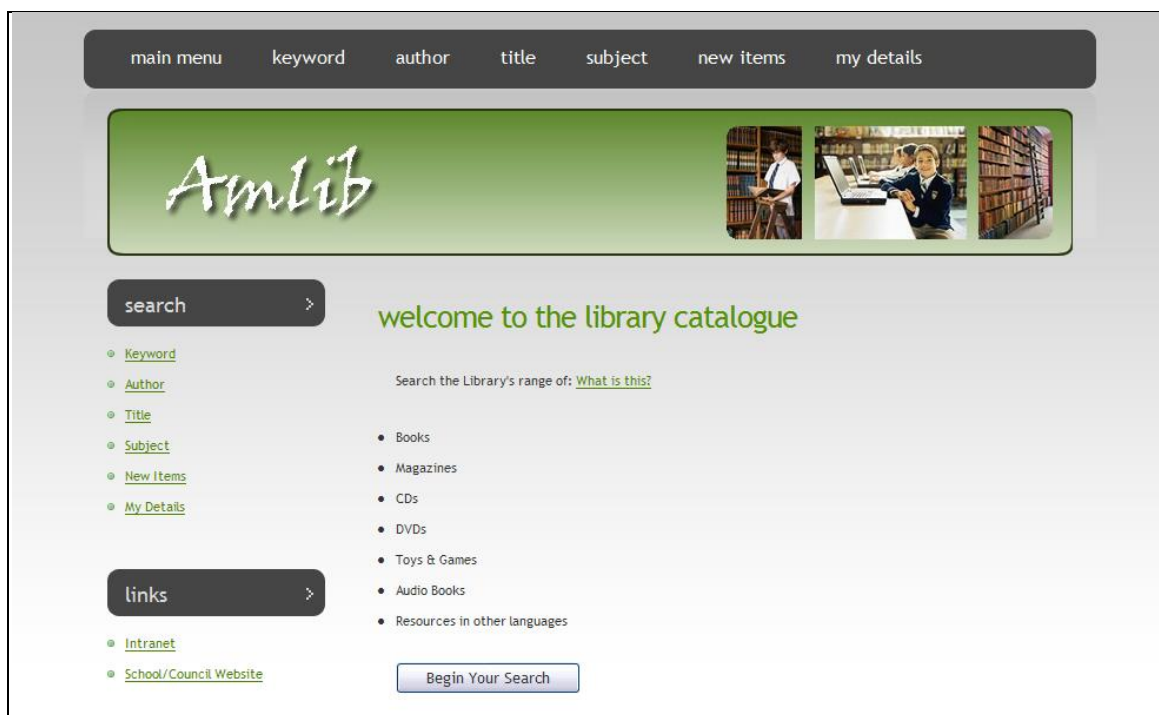 main menu keyword author title subject new items my details
Amlib
search >
Keyword
Author
Title
Subject
New Items
My Details
links >
Intranet
School/Council Website
welcome to the library catalogue
Search the Library's range of: What is this?
Books
Magazines
CDs
DVDs
Toys & Games
Audio Books
Resources in other languages
Begin Your Search